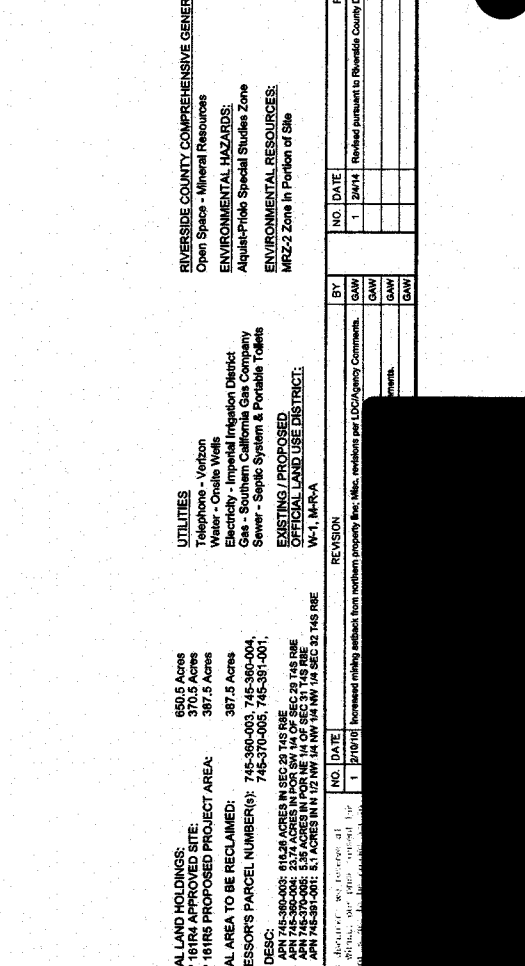 AL LAND HOLDINGS: 650.5 Acres
161R4 APPROVED SITE: 370.5 Acres
161R5 PROPOSED PROJECT AREA: 387.5 Acres
AL AREA TO BE RECLAIMED: 387.5 Acres
ESSOR'S PARCEL NUMBER(s): 745-360-003, 745-360-004,
745-370-005, 745-391-001,
DESC:
APN 745-360-003: 616.28 ACRES IN SEC 29 T4S R8E
APN 745-360-004: 23.74 ACRES IN POR SW 1/4 OF SEC 29 T4S R8E
APN 745-370-005: 5.35 ACRES IN POR NE 1/4 OF SEC 31 T4S R8E
APN 745-391-001: 5.1 ACRES IN N 1/2 NW 1/4 NW 1/4 NW 1/4 SEC 32 T4S R8E
UTILITIES
Telephone - Verizon
Water - Onsite Wells
Electricity - Imperial Irrigation District
Gas - Southern California Gas Company
Sewer - Septic System & Portable Toilets
EXISTING / PROPOSED
OFFICIAL LAND USE DISTRICT:
W-1, M-R-A
RIVERSIDE COUNTY COMPREHENSIVE GENER
Open Space - Mineral Resources
ENVIRONMENTAL HAZARDS:
Alquist-Priolo Special Studies Zone
ENVIRONMENTAL RESOURCES:
MRZ-2 Zone in Portion of Site
NO. DATE REVISION BY
1 2/10/10 Increased mining setback from northern property line; Misc. revisions per LDC/Agency Comments. GAW
GAW
ments. GAW
GAW
NO. DATE R
1 2/4/14 Revised pursuant to Riverside County D